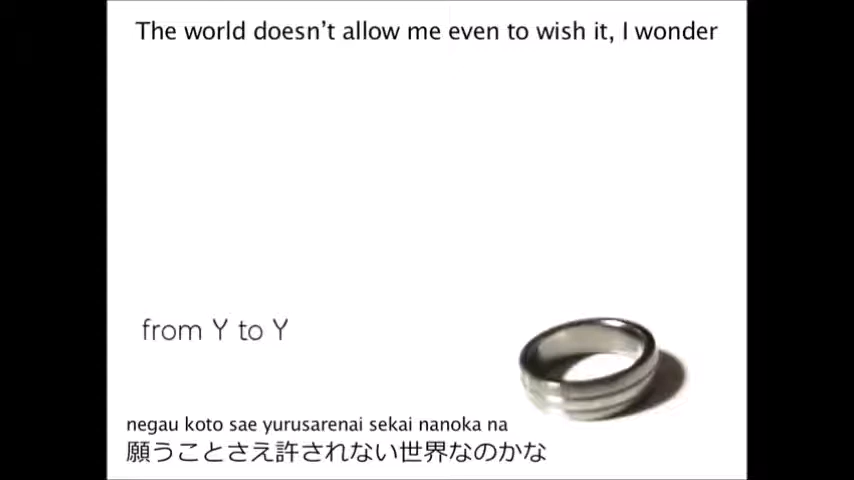 The world doesn't allow me even to wish it, I wonder
from Y to Y
negau koto sae yurusarenai sekai nanoka na
願うことさえ許されない世界なのかな